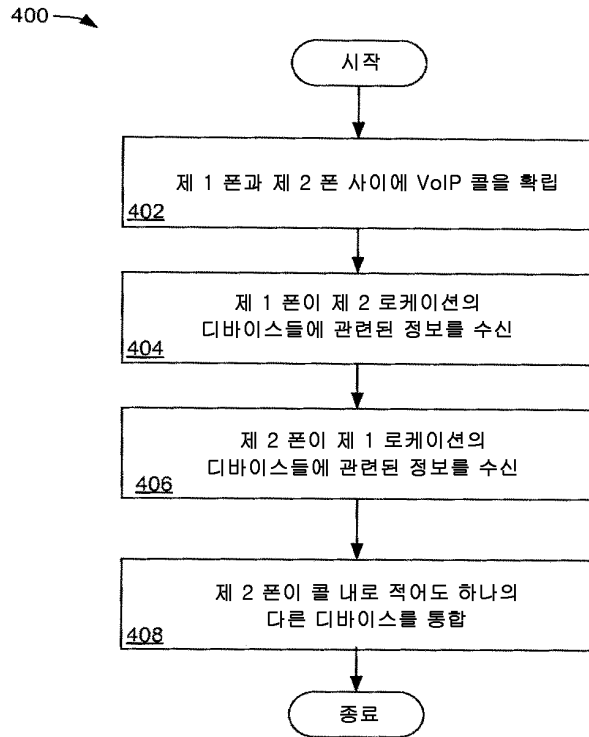 400
시작
제 1 폰과 제 2 폰 사이에 VoIP 콜을 확립
402
제 1 폰이 제 2 로케이션의
디바이스들에 관련된 정보를 수신
404
제 2 폰이 제 1 로케이션의
디바이스들에 관련된 정보를 수신
406
제 2 폰이 콜 내로 적어도 하나의
다른 디바이스를 통합
408
종료